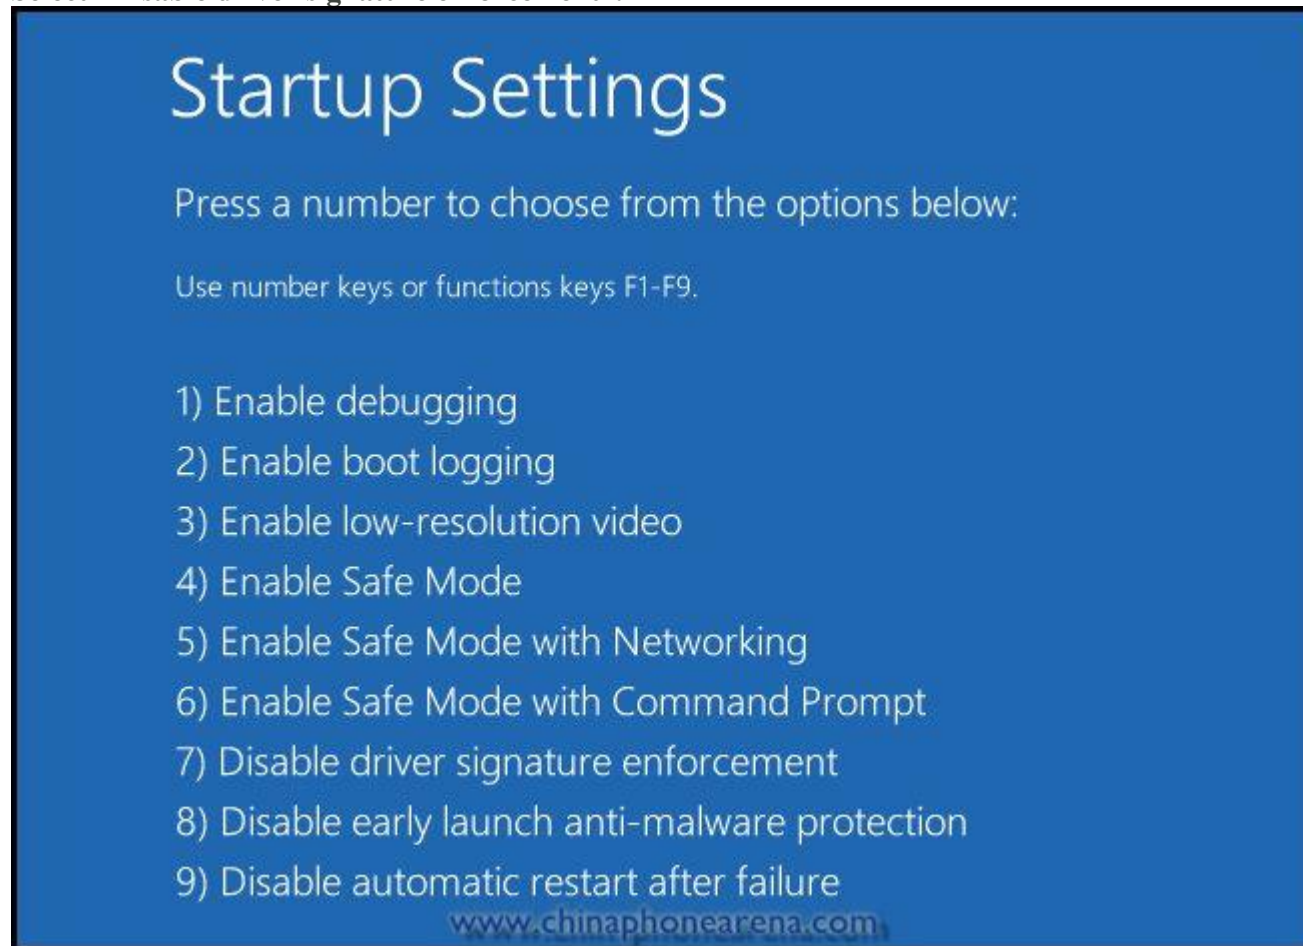 Startup Settings
Press a number to choose from the options below:
Use number keys or functions keys F1-F9.
1) Enable debugging
2) Enable boot logging
3) Enable low-resolution video
4) Enable Safe Mode
5) Enable Safe Mode with Networking
6) Enable Safe Mode with Command Prompt
7) Disable driver signature enforcement
8) Disable early launch anti-malware protection
9) Disable automatic restart after failure
www.chinaphonearena.com